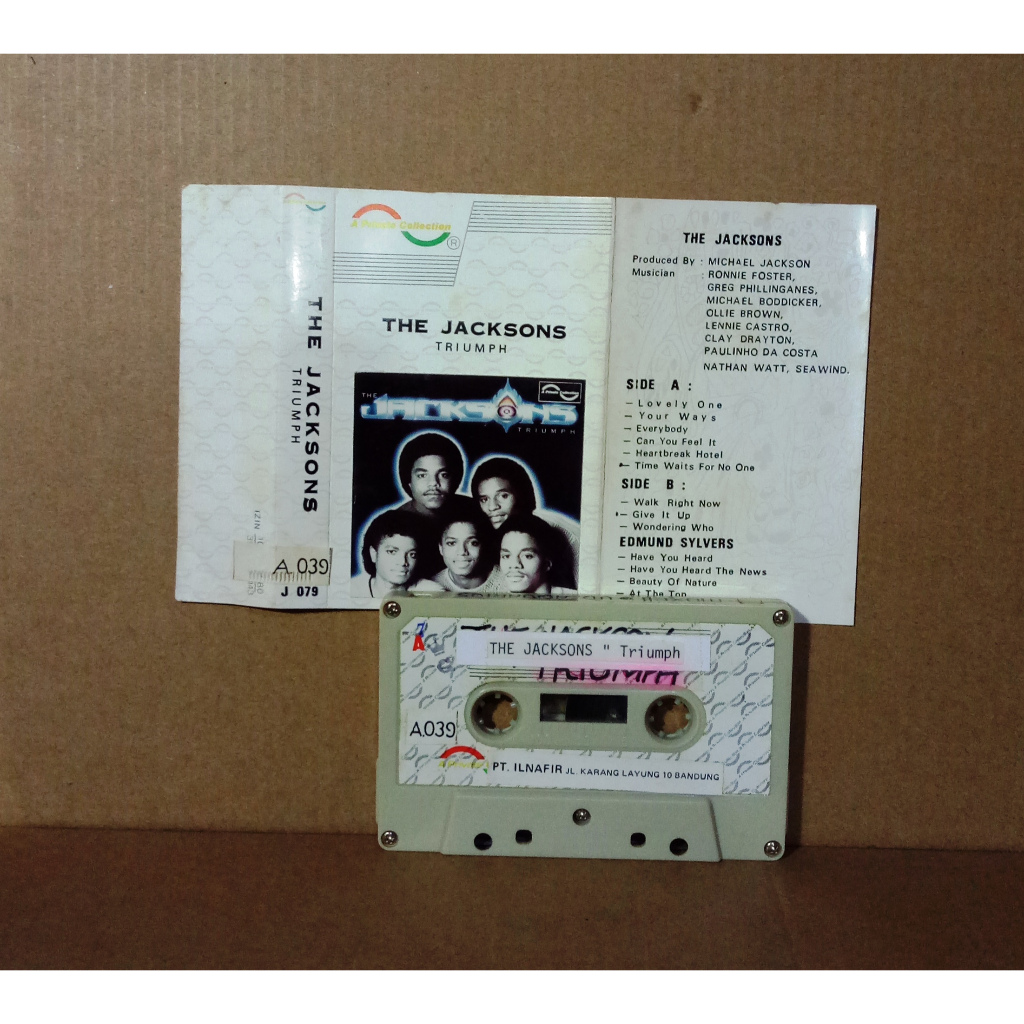 THE JACKSONS
TRIUMPH
A.039
J 079
A Private Collection
®
THE JACKSONS
TRIUMPH
THE
JACKSONS
TRIUMPH
THE JACKSONS
Produced By : MICHAEL JACKSON
Musician : RONNIE FOSTER,
GREG PHILLINGANES,
MICHAEL BODDICKER,
OLLIE BROWN,
LENNIE CASTRO,
CLAY DRAYTON,
PAULINHO DA COSTA
NATHAN WATT, SEAWIND.
SIDE A :
– Lovely One
– Your Ways
– Everybody
– Can You Feel It
– Heartbreak Hotel
– Time Waits For No One
SIDE B :
– Walk Right Now
– Give It Up
– Wondering Who
EDMUND SYLVERS
– Have You Heard
– Have You Heard The News
– Beauty Of Nature
– At The Top
A
THE JACKSONS " Triumph
TRIUMPH
A.039
PT. ILNAFIR JL. KARANG LAYUNG 10 BANDUNG